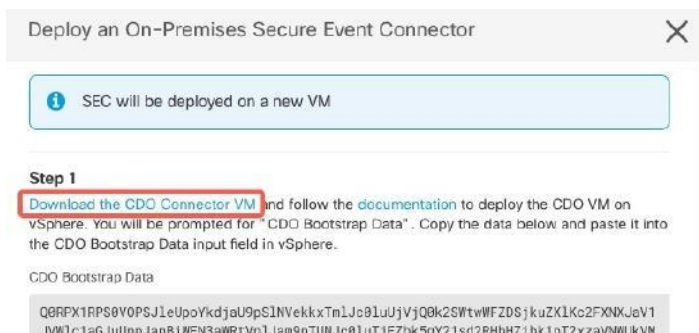 Deploy an On-Premises Secure Event Connector
SEC will be deployed on a new VM
Step 1
Download the CDO Connector VM and follow the documentation to deploy the CDO VM on
vSphere. You will be prompted for "CDO Bootstrap Data". Copy the data below and paste it into
the CDO Bootstrap Data input field in vSphere.
CDO Bootstrap Data